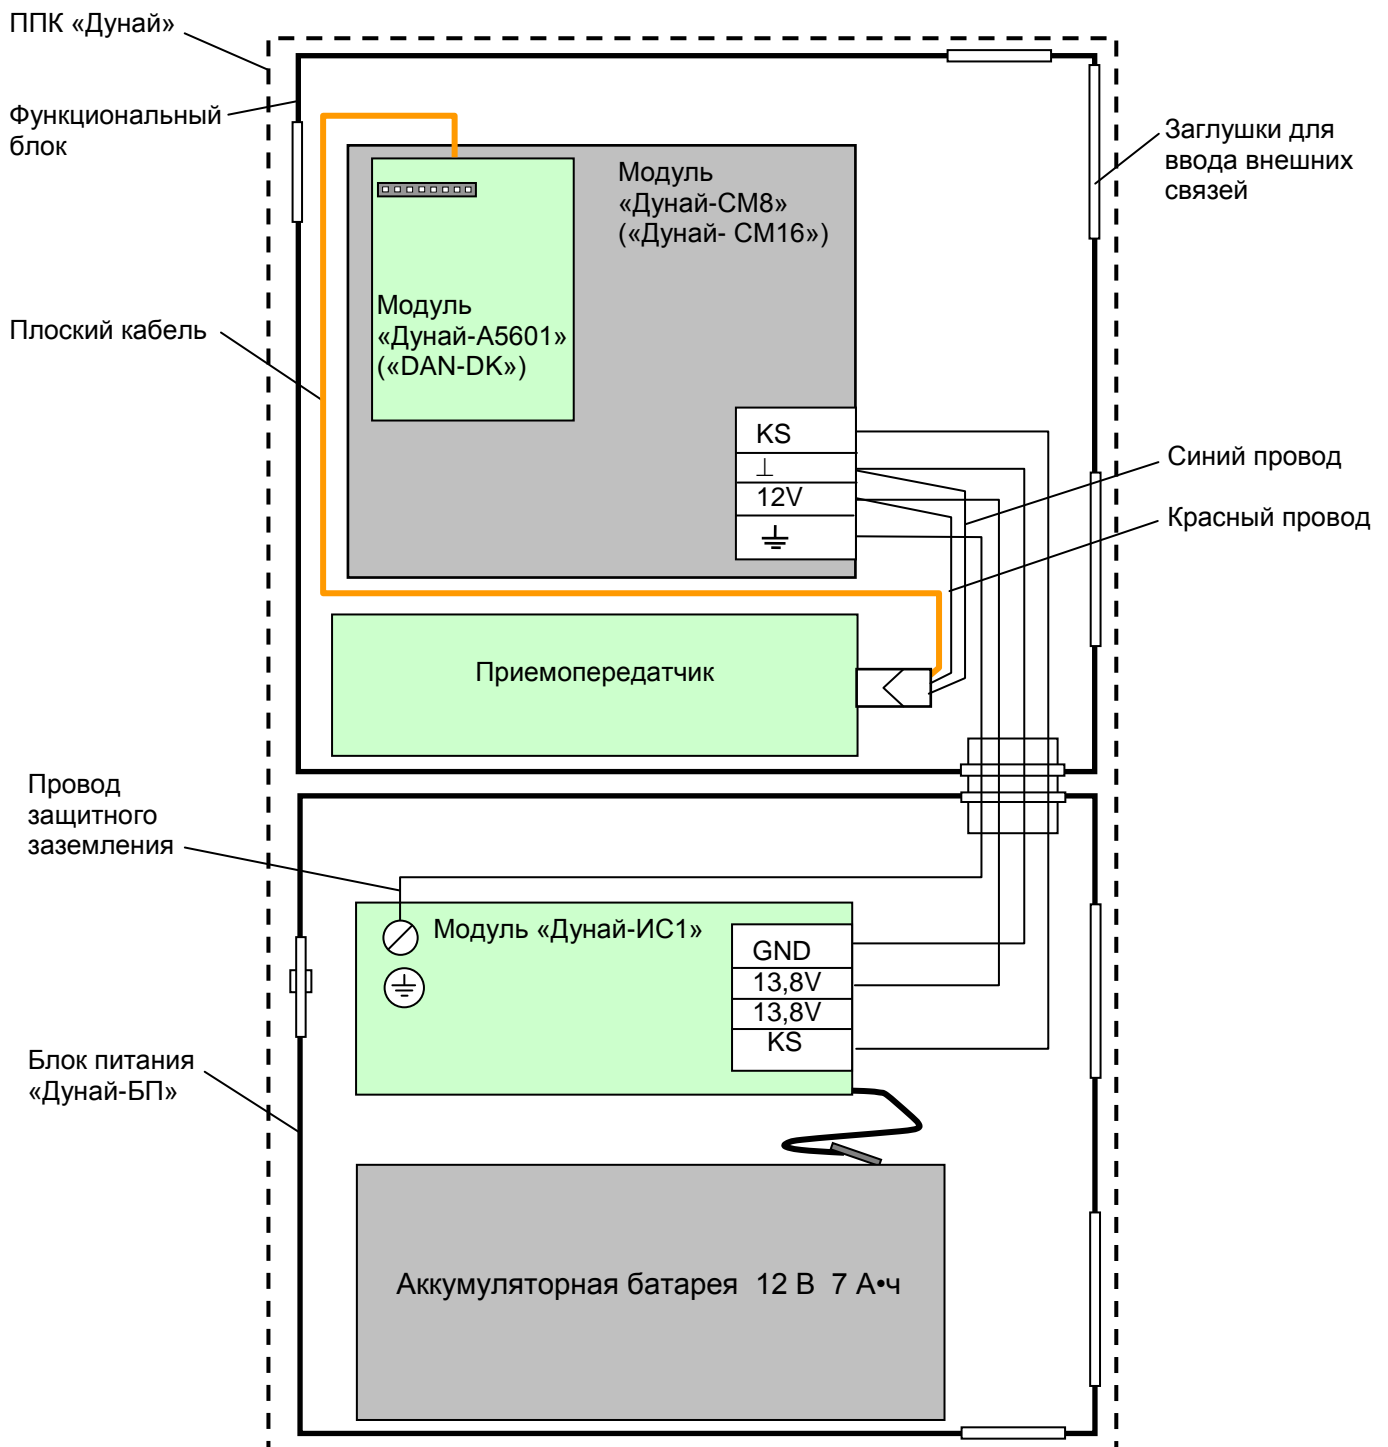 ППК «Дунай»
Функциональный
блок
Заглушки для
ввода внешних
связей
Модуль
«Дунай-СМ8»
(«Дунай- СМ16»)
Модуль
«Дунай-А5601»
(«DAN-DK»)
Плоский кабель
KS
⊥
12V
Синий провод
Красный провод
Приемопередатчик
Провод
защитного
заземления
Модуль «Дунай-ИС1»
GND
13,8V
13,8V
KS
Блок питания
«Дунай-БП»
Аккумуляторная батарея 12 В 7 А•ч